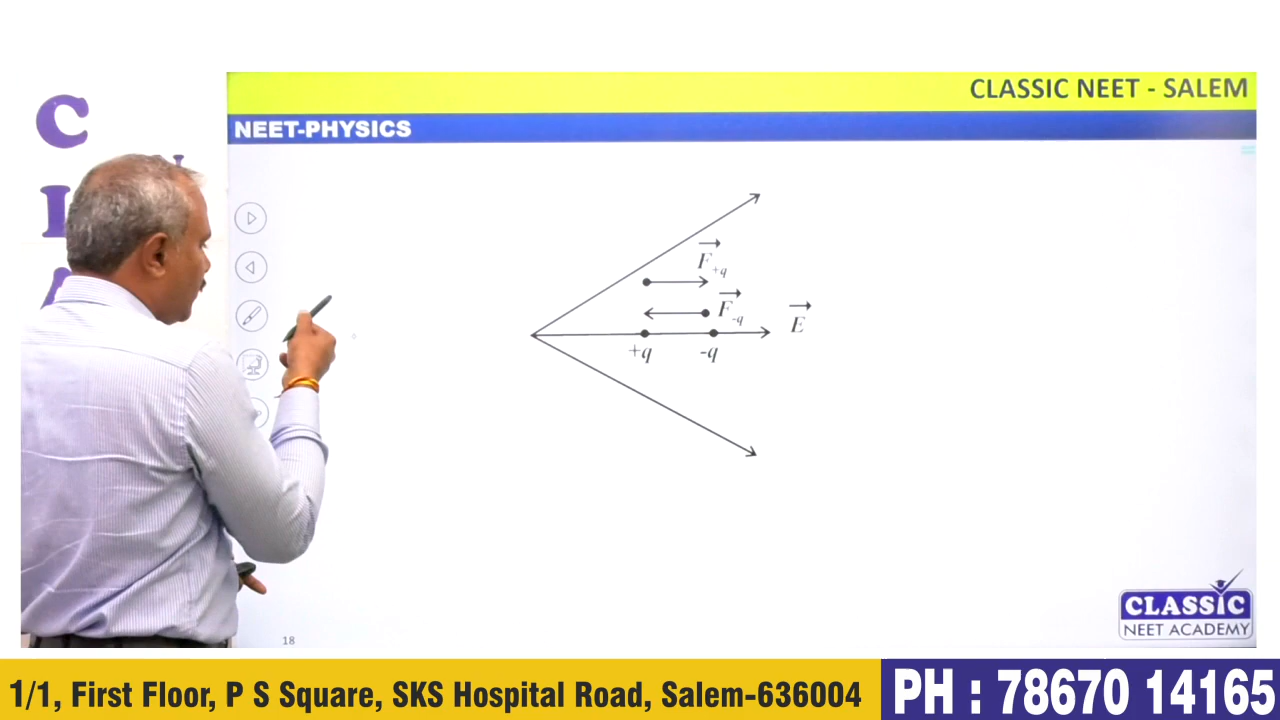 CLASSIC NEET - SALEM
NEET-PHYSICS
C
L
A
N
F+q
F-q
E
+q
-q
18
CLASSIC
NEET ACADEMY
1/1, First Floor, P S Square, SKS Hospital Road, Salem-636004
PH : 78670 14165